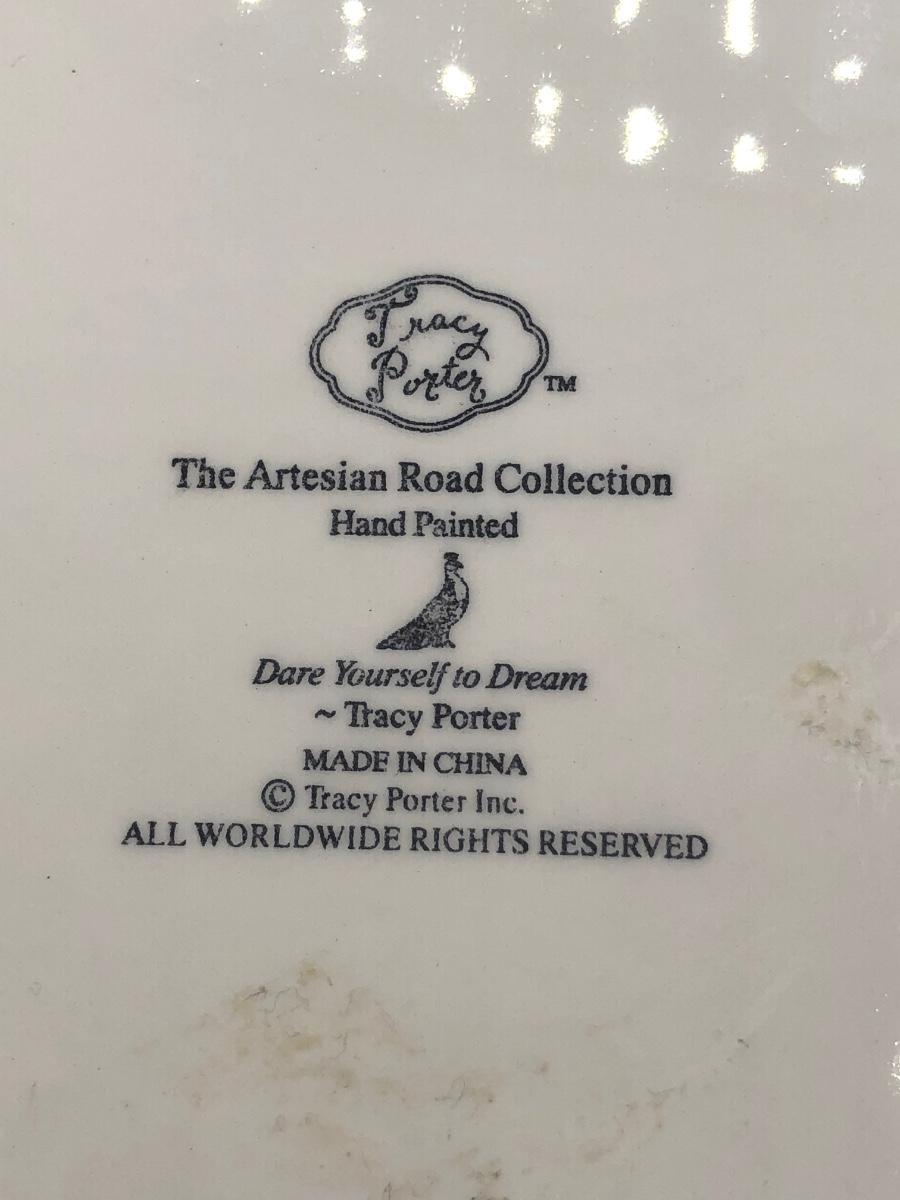 Tracy
Porter
TM
The Artesian Road Collection
Hand Painted
Dare Yourself to Dream
~ Tracy Porter
MADE IN CHINA
© Tracy Porter Inc.
ALL WORLDWIDE RIGHTS RESERVED